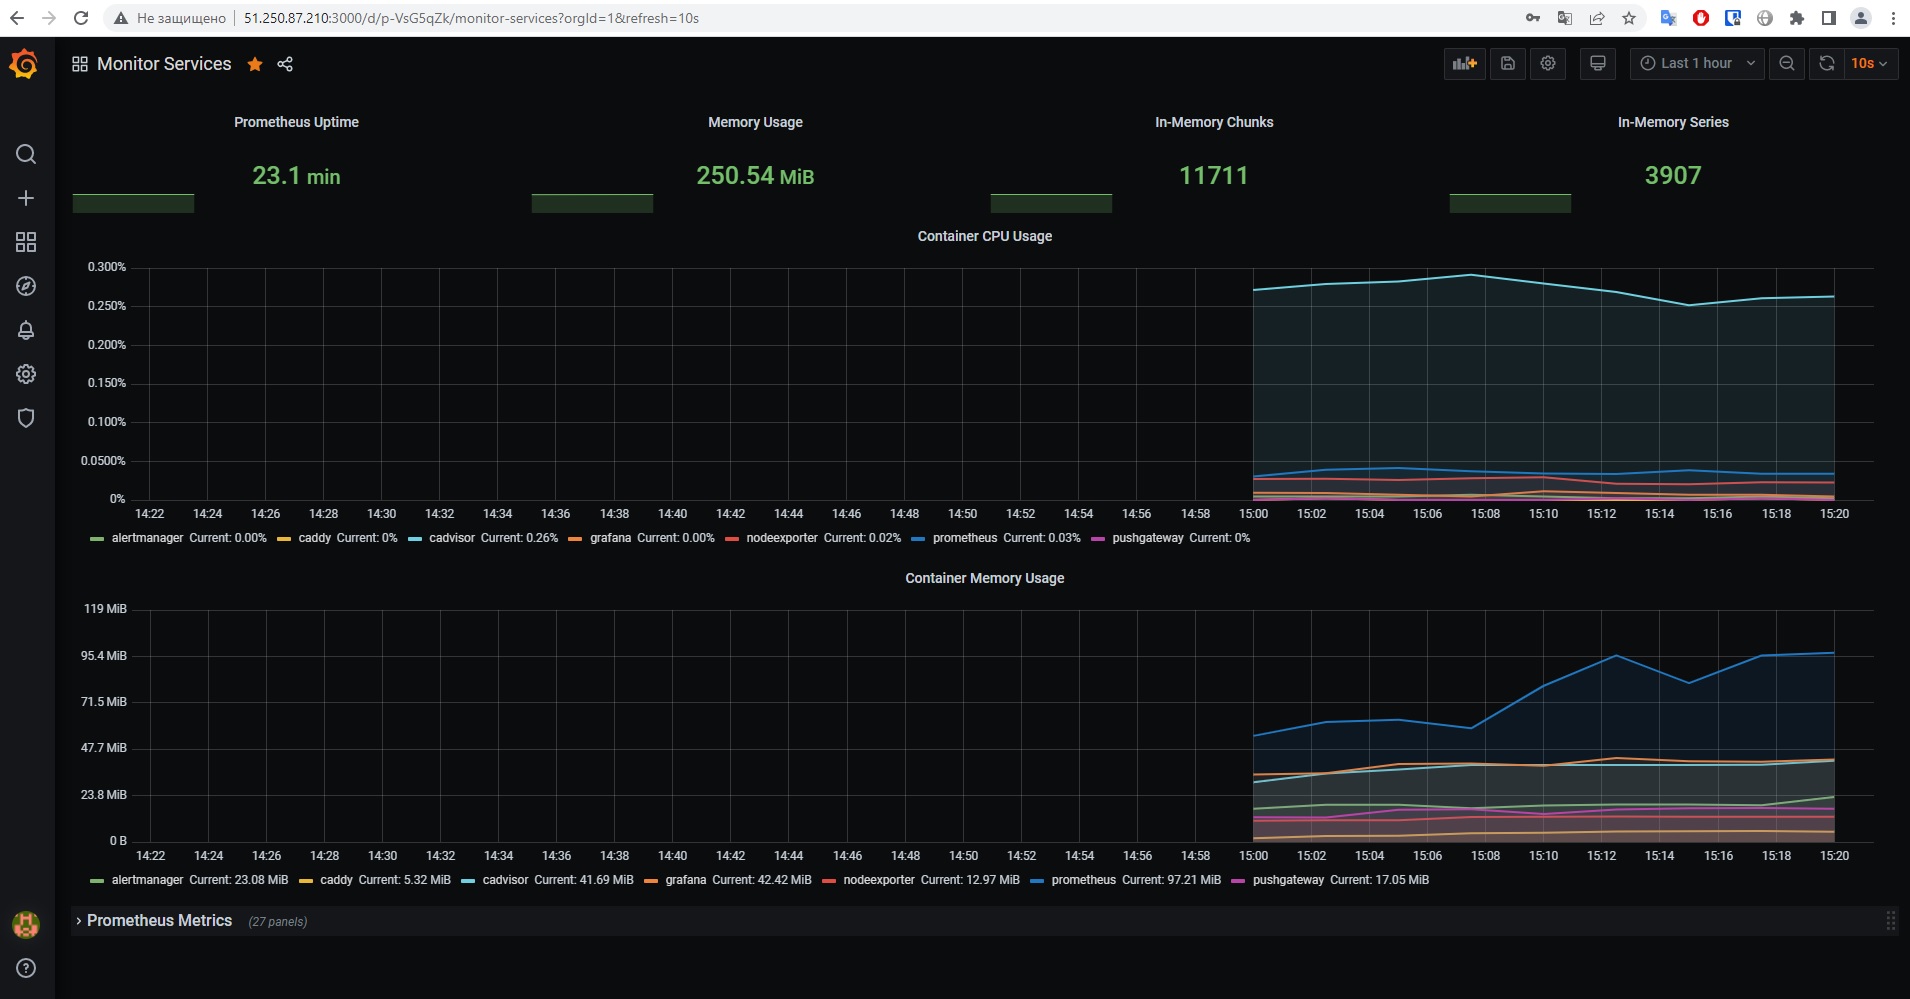 Не защищено 51.250.87.210:3000/d/p-VsG5qZk/monitor-services?orgId=1&refresh=10s
Monitor Services Last 1 hour 10s
Prometheus Uptime Memory Usage In-Memory Chunks In-Memory Series
23.1 min 250.54 MiB 11711 3907
Container CPU Usage
0.300%
0.250%
0.200%
0.150%
0.100%
0.0500%
0%
14:22 14:24 14:26 14:28 14:30 14:32 14:34 14:36 14:38 14:40 14:42 14:44 14:46 14:48 14:50 14:52 14:54 14:56 14:58 15:00 15:02 15:04 15:06 15:08 15:10 15:12 15:14 15:16 15:18 15:20
alertmanager Current: 0.00% caddy Current: 0% cadvisor Current: 0.26% grafana Current: 0.00% nodeexporter Current: 0.02% prometheus Current: 0.03% pushgateway Current: 0%
Container Memory Usage
119 MiB
95.4 MiB
71.5 MiB
47.7 MiB
23.8 MiB
0 B
14:22 14:24 14:26 14:28 14:30 14:32 14:34 14:36 14:38 14:40 14:42 14:44 14:46 14:48 14:50 14:52 14:54 14:56 14:58 15:00 15:02 15:04 15:06 15:08 15:10 15:12 15:14 15:16 15:18 15:20
alertmanager Current: 23.08 MiB caddy Current: 5.32 MiB cadvisor Current: 41.69 MiB grafana Current: 42.42 MiB nodeexporter Current: 12.97 MiB prometheus Current: 97.21 MiB pushgateway Current: 17.05 MiB
Prometheus Metrics (27 panels)